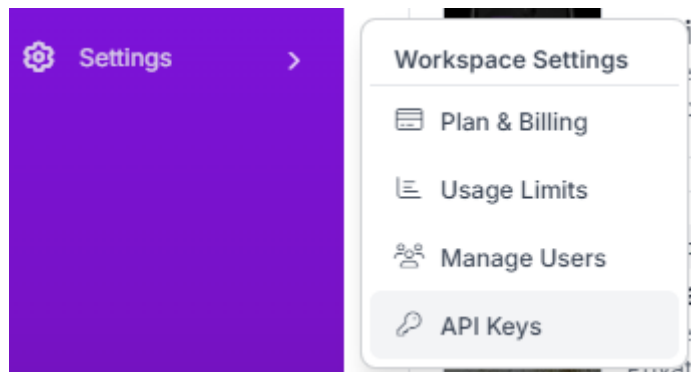 Settings
Workspace Settings
Plan & Billing
Usage Limits
Manage Users
API Keys